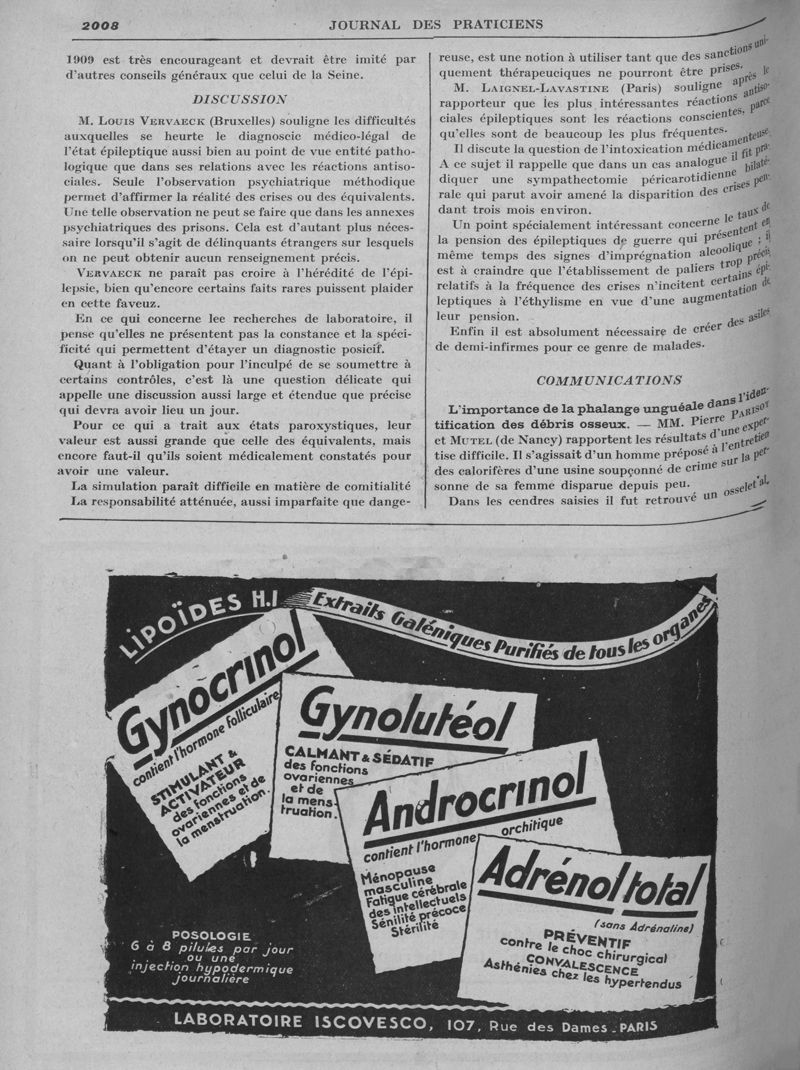 2008
JOURNAL DES PRATICIENS
1909 est très encourageant et devrait être imité par
d'autres conseils généraux que celui de la Seine.
DISCUSSION
M. LOUIS VERVAECK (Bruxelles) souligne les difficultés
auxquelles se heurte le diagnoscic médico-légal de
l'état épileptique aussi bien au point de vue entité patho-
logique que dans ses relations avec les réactions antiso-
ciales. Seule l'observation psychiatrique méthodique
permet d'affirmer la réalité des crises ou des équivalents.
Une telle observation ne peut se faire que dans les annexes
psychiatriques des prisons. Cela est d'autant plus néces-
saire lorsqu'il s'agit de délinquants étrangers sur lesquels
on ne peut obtenir aucun renseignement précis.
VERVAECK ne paraît pas croire à l'hérédité de l'épi-
lepsie, bien qu'encore certains faits rares puissent plaider
en cette faveuz.
En ce qui concerne lec recherches de laboratoire, il
pense qu'elles ne présentent pas la constance et la spéci-
ficité qui permettent d'étayer un diagnostic posicif.
Quant à l'obligation pour l'inculpé de se soumettre à
certains contrôles, c'est là une question délicate qui
appelle une discussion aussi large et étendue que précise
qui devra avoir lieu un jour.
Pour ce qui a trait aux états paroxystiques, leur
valeur est aussi grande que celle des équivalents, mais
encore faut-il qu'ils soient médicalement constatés pour
avoir une valeur.
La simulation paraît difficile en matière de comitialité
La responsabilité atténuée, aussi imparfaite que dange-
reuse, est une notion à utiliser tant que des sanctions uni-
quement thérapeuciques ne pourront être prises.
M. LAIGNEL-LAVASTINE (Paris) souligne après le
rapporteur que les plus intéressantes réactions antiso-
ciales épileptiques sont les réactions conscientes, parce
qu'elles sont de beaucoup les plus fréquentes.
Il discute la question de l'intoxication médicamenteuse.
A ce sujet il rappelle que dans un cas analogue il fit pra-
diquer une sympathectomie péricarotidienne bilaté-
rale qui parut avoir amené la disparition des crises pen-
dant trois mois environ.
Un point spécialement intéressant concerne le taux de
la pension des épileptiques de guerre qui présentent en
même temps des signes d'imprégnation alcoolique ; il
est à craindre que l'établissement de paliers trop précis
relatifs à la fréquence des crises n'incitent certains épi-
leptiques à l'éthylisme en vue d'une augmentation de
leur pension.
Enfin il est absolument nécessaire de créer des asiles
de demi-infirmes pour ce genre de malades.
COMMUNICATIONS
L'importance de la phalange unguéale dans l'iden-
tification des débris osseux. — MM. Pierre PARISOT
et MUTEL (de Nancy) rapportent les résultats d'une exper-
tise difficile. Il s'agissait d'un homme préposé à l'entretien
des calorifères d'une usine soupçonné de crime sur la per-
sonne de sa femme disparue depuis peu.
Dans les cendres saisies il fut retrouvé un osselet
LIPOÏDES H.I
Extraits Galéniques Purifiés de tous les organes
Gynocrinol
contient l'hormone folliculaire
STIMULANT &
ACTIVATEUR
des fonctions
ovariennes et de
la menstruation.
Gynolutéol
CALMANT & SÉDATIF
des fonctions
ovariennes
et de
la mens-
truation.
Androcrinol
contient l'hormone orchitique
Ménopause
masculine
Fatigue cérébrale
des intellectuels
Sénilité précoce
Stérilité
Adrénol total
(sans Adrénaline)
PRÉVENTIF
contre le choc chirurgical
CONVALESCENCE
Asthénies chez les hypertendus
POSOLOGIE
6 à 8 pilules par jour
ou une
injection hypodermique
journalière
LABORATOIRE ISCOVESCO, 107, Rue des Dames - PARIS